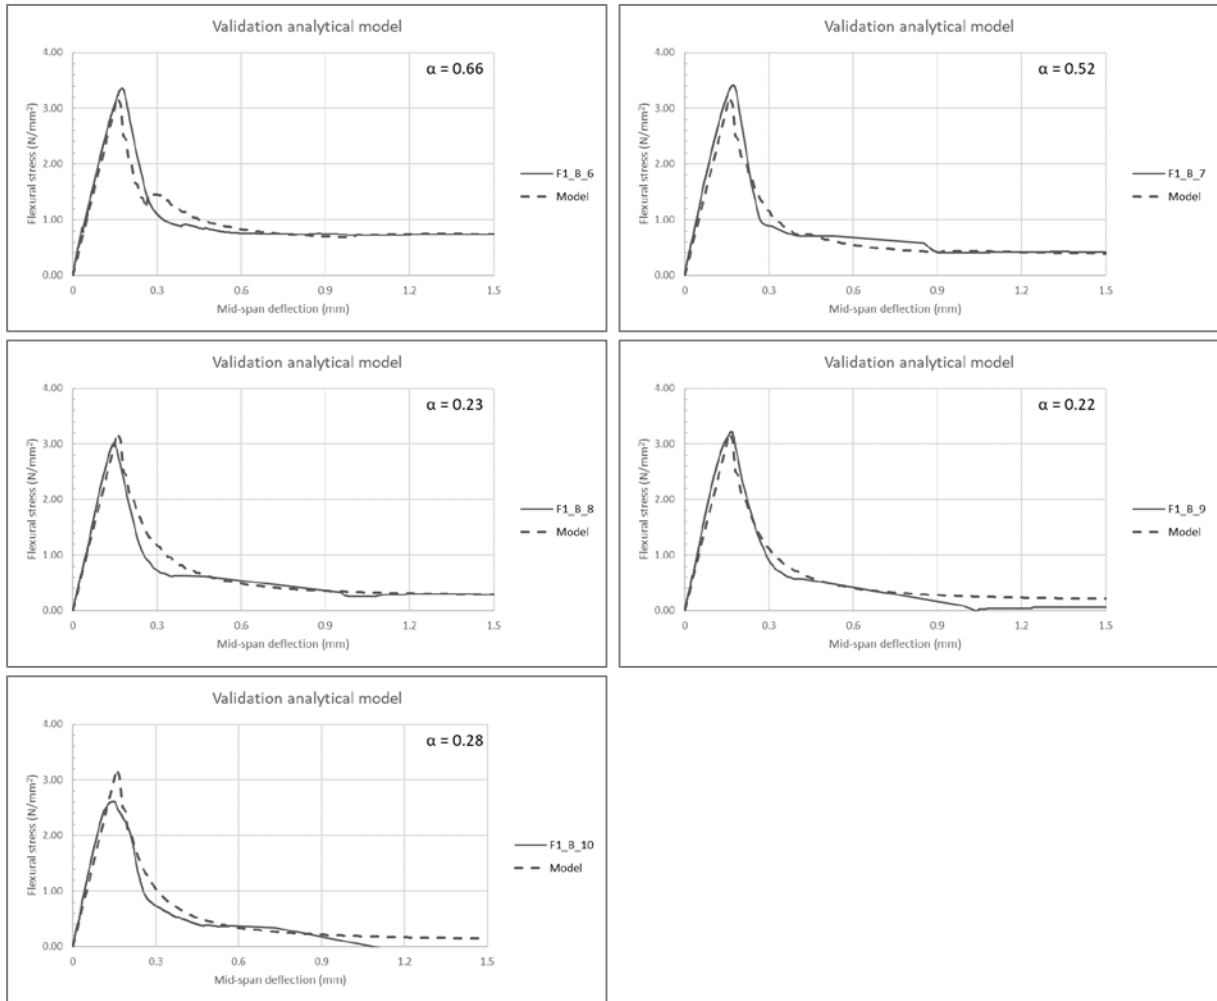 Validation analytical model
α = 0.66
4.00
3.00
2.00
1.00
0.00
Flexural stress (N/mm²)
0 0.3 0.6 0.9 1.2 1.5
Mid-span deflection (mm)
F1_B_6
Model
Validation analytical model
α = 0.52
4.00
3.00
2.00
1.00
0.00
Flexural stress (N/mm²)
0 0.3 0.6 0.9 1.2 1.5
Mid-span deflection (mm)
F1_B_7
Model
Validation analytical model
α = 0.23
4.00
3.00
2.00
1.00
0.00
Flexural stress (N/mm²)
0 0.3 0.6 0.9 1.2 1.5
Mid-span deflection (mm)
F1_B_8
Model
Validation analytical model
α = 0.22
4.00
3.00
2.00
1.00
0.00
Flexural stress (N/mm²)
0 0.3 0.6 0.9 1.2 1.5
Mid-span deflection (mm)
F1_B_9
Model
Validation analytical model
α = 0.28
4.00
3.00
2.00
1.00
0.00
Flexural stress (N/mm²)
0 0.3 0.6 0.9 1.2 1.5
Mid-span deflection (mm)
F1_B_10
Model